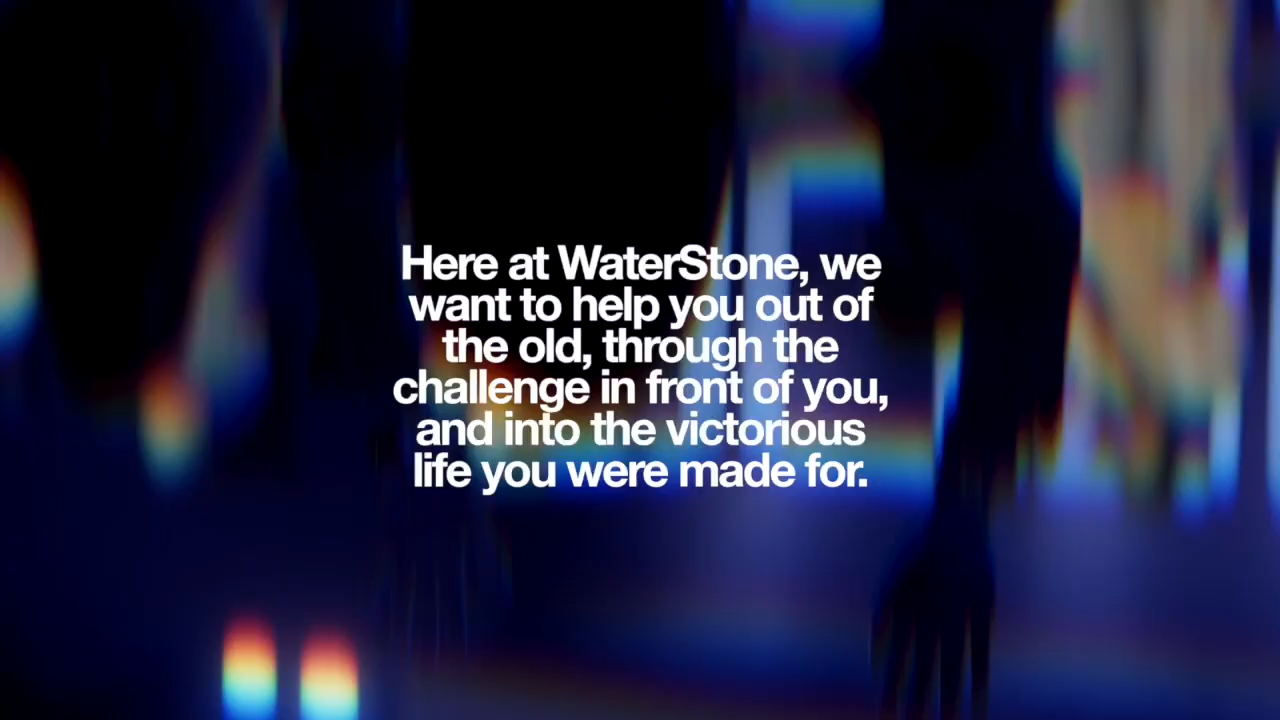 Here at WaterStone, we
want to help you out of
the old, through the
challenge in front of you,
and into the victorious
life you were made for.